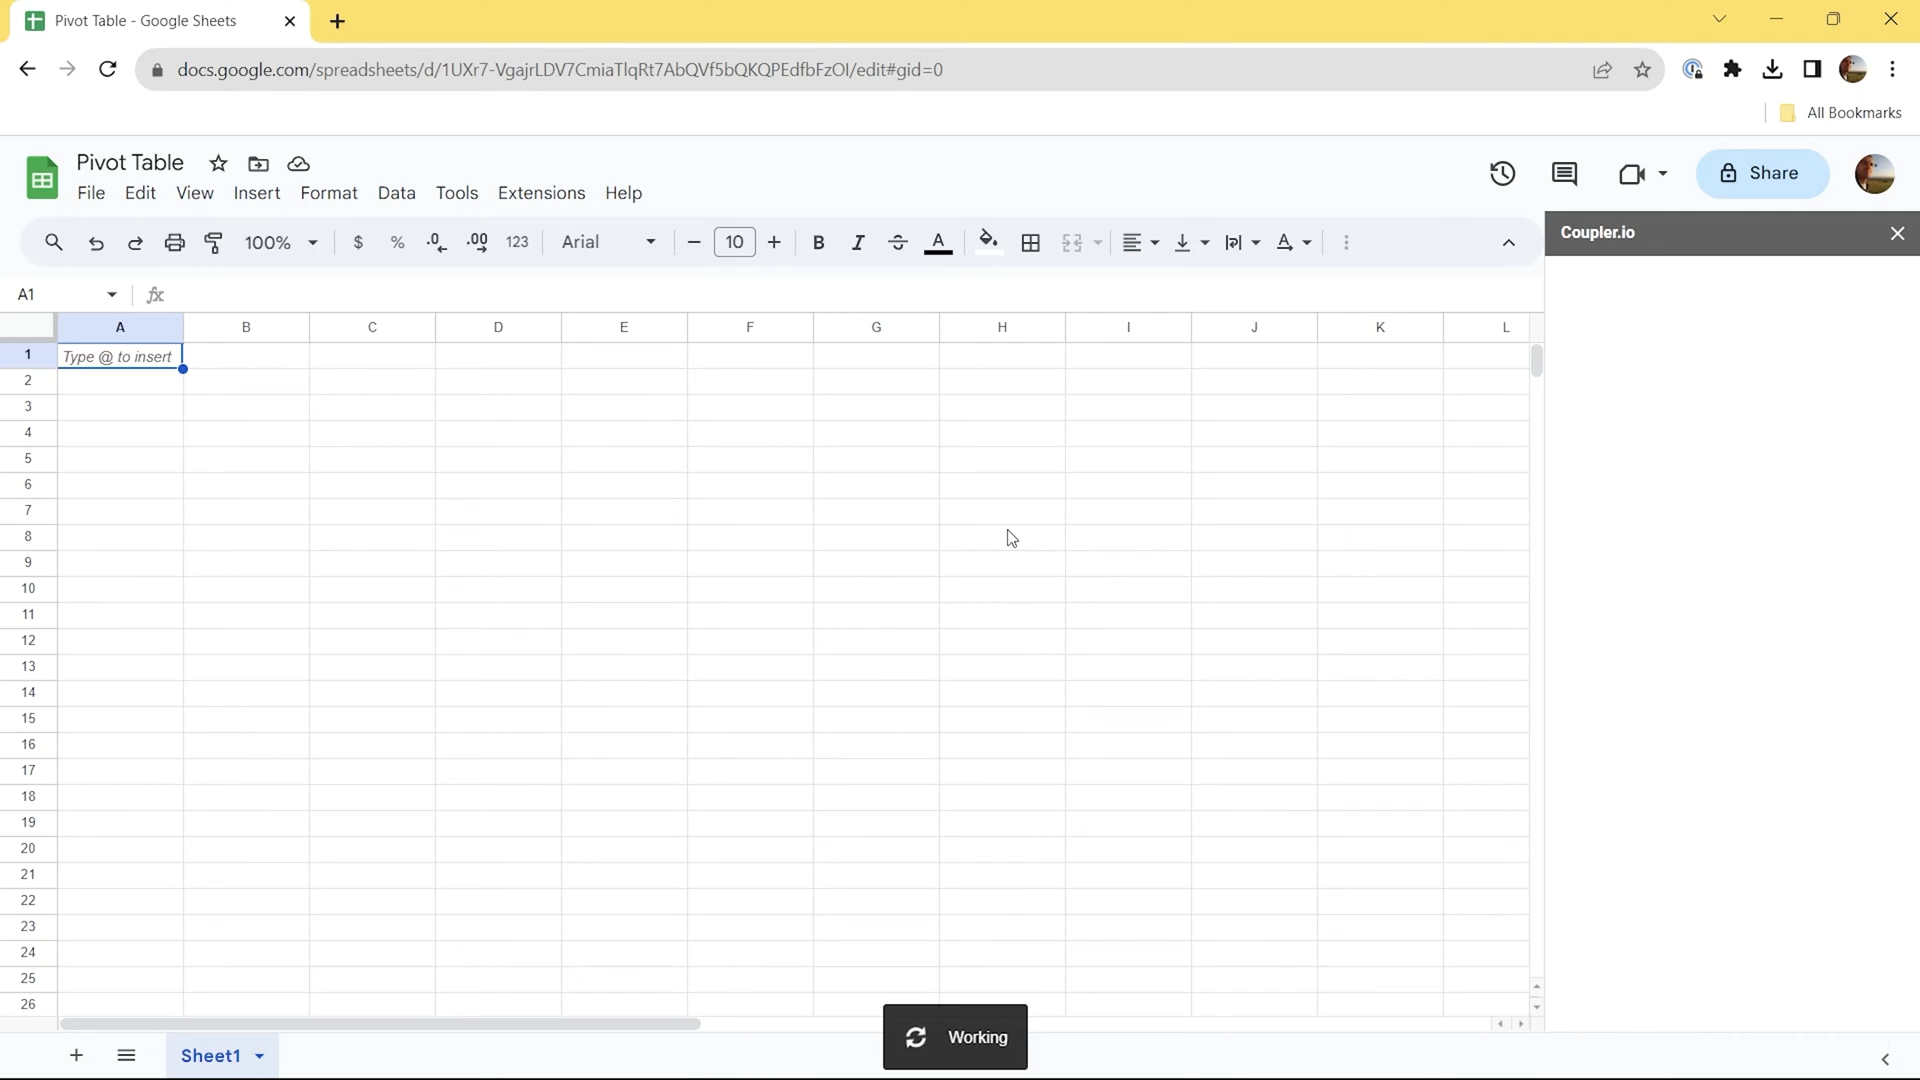 Pivot Table - Google Sheets
docs.google.com/spreadsheets/d/1UXr7-VgajrLDV7CmiaTlqRt7AbQVf5bQKQPEdfbFzOI/edit#gid=0
All Bookmarks
Pivot Table
File Edit View Insert Format Data Tools Extensions Help
Share
100% $ % .0 .00 123 Arial 10 B I S A
Coupler.io
A1 fx
A B C D E F G H I J K L
1 Type @ to insert
2
3
4
5
6
7
8
9
10
11
12
13
14
15
16
17
18
19
20
21
22
23
24
25
26
Working
Sheet1